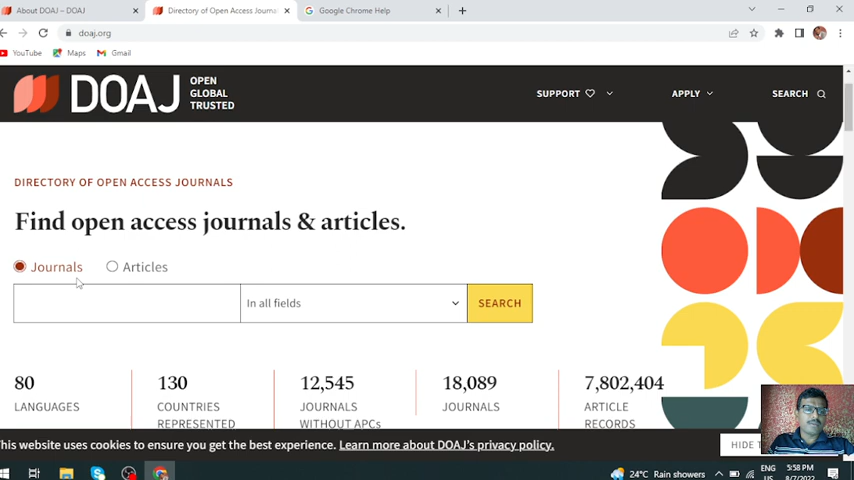 About DOAJ – DOAJ
Directory of Open Access Journals
Google Chrome Help
doaj.org
YouTube
Maps
Gmail
DOAJ
OPEN
GLOBAL
TRUSTED
SUPPORT
APPLY
SEARCH
DIRECTORY OF OPEN ACCESS JOURNALS
Find open access journals & articles.
Journals
Articles
In all fields
SEARCH
80
LANGUAGES
130
COUNTRIES
REPRESENTED
12,545
JOURNALS
WITHOUT APCs
18,089
JOURNALS
7,802,404
ARTICLE
RECORDS
This website uses cookies to ensure you get the best experience. Learn more about DOAJ's privacy policy.
HIDE
24°C Rain showers
ENG
US
5:58 PM
8/7/2022